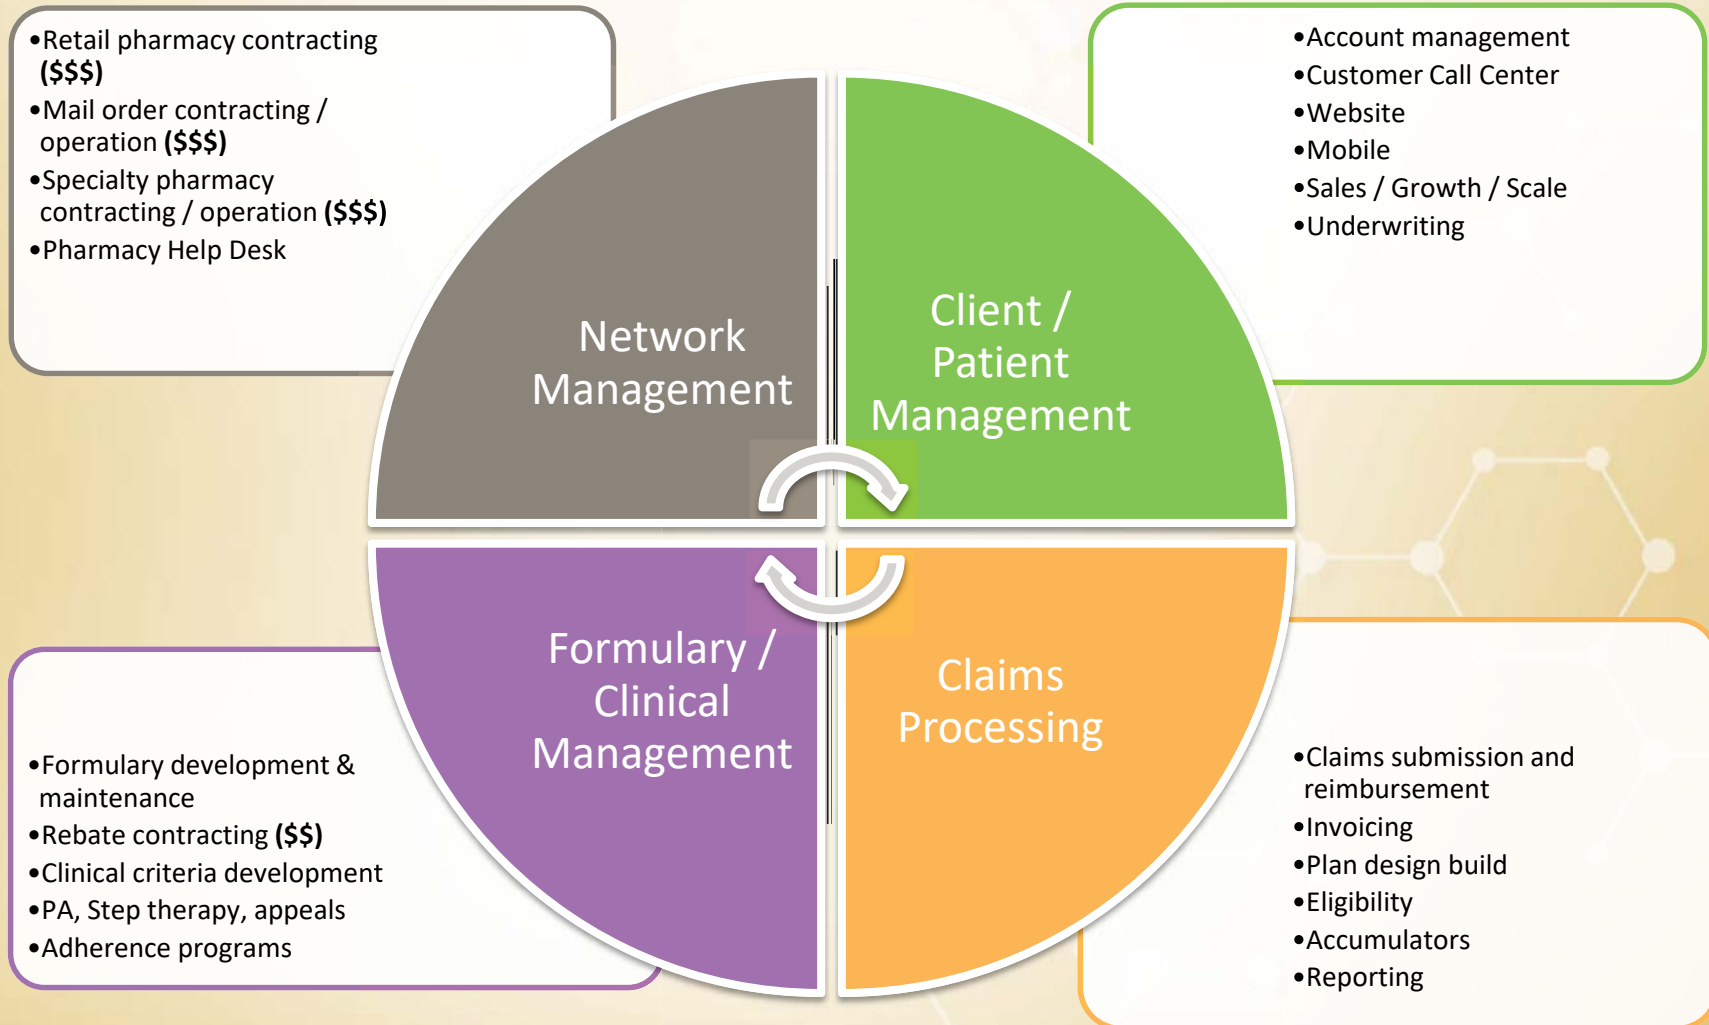 •Retail pharmacy contracting
($$$)
•Mail order contracting /
operation ($$$)
•Specialty pharmacy
contracting / operation ($$$)
•Pharmacy Help Desk
•Account management
•Customer Call Center
•Website
•Mobile
•Sales / Growth / Scale
•Underwriting
Network
Management
Client /
Patient
Management
Formulary /
Clinical
Management
Claims
Processing
•Formulary development &
maintenance
•Rebate contracting ($$)
•Clinical criteria development
•PA, Step therapy, appeals
•Adherence programs
•Claims submission and
reimbursement
•Invoicing
•Plan design build
•Eligibility
•Accumulators
•Reporting